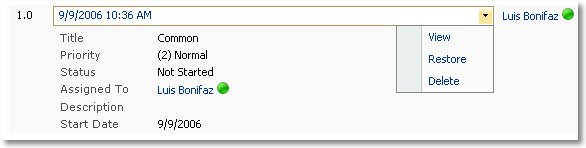 1.0 9/9/2006 10:36 AM Luis Bonifaz
View
Restore
Delete
Title Common
Priority (2) Normal
Status Not Started
Assigned To Luis Bonifaz
Description
Start Date 9/9/2006